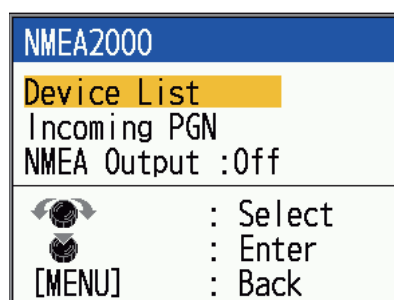 NMEA2000
Device List
Incoming PGN
NMEA Output :Off
: Select
: Enter
[MENU] : Back